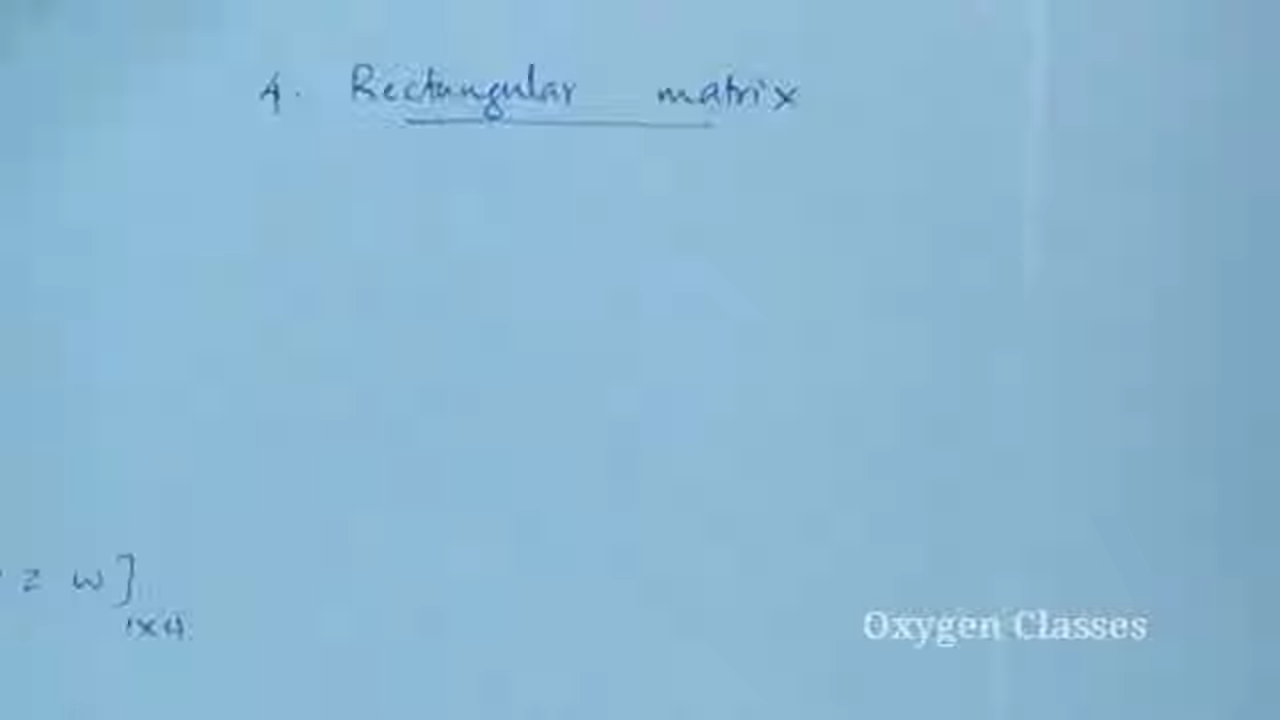 4. Rectangular matrix
z w]
1×4
Oxygen Classes